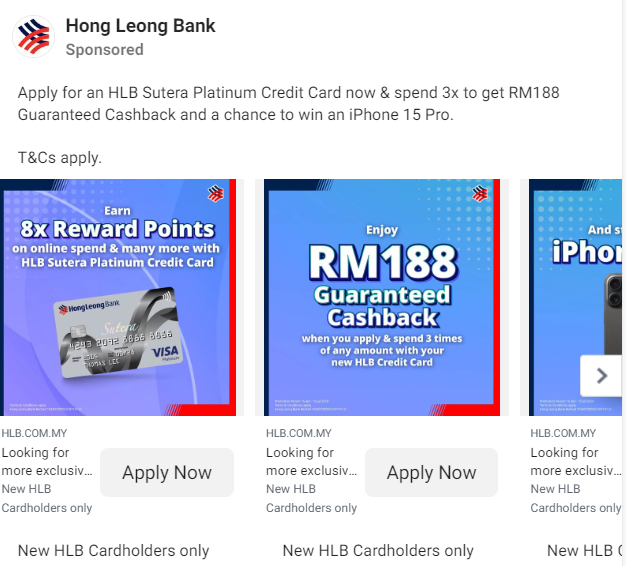 Hong Leong Bank
Sponsored
Apply for an HLB Sutera Platinum Credit Card now & spend 3x to get RM188
Guaranteed Cashback and a chance to win an iPhone 15 Pro.
T&Cs apply.
Earn
8x Reward Points
on online spend & many more with
HLB Sutera Platinum Credit Card
HongLeong Bank
Sutera
THOMAS LEE
VISA
Platinum
Enjoy
RM188
Guaranteed
Cashback
when you apply & spend 3 times
of any amount with your
new HLB Credit Card
And s
iPhon
HLB.COM.MY
Looking for
more exclusiv...
New HLB
Cardholders only
Apply Now
HLB.COM.MY
Looking for
more exclusiv...
New HLB
Cardholders only
Apply Now
HLB.COM.MY
Looking for
more exclusiv...
New HLB
Cardholders only
New HLB Cardholders only
New HLB Cardholders only
New HLB